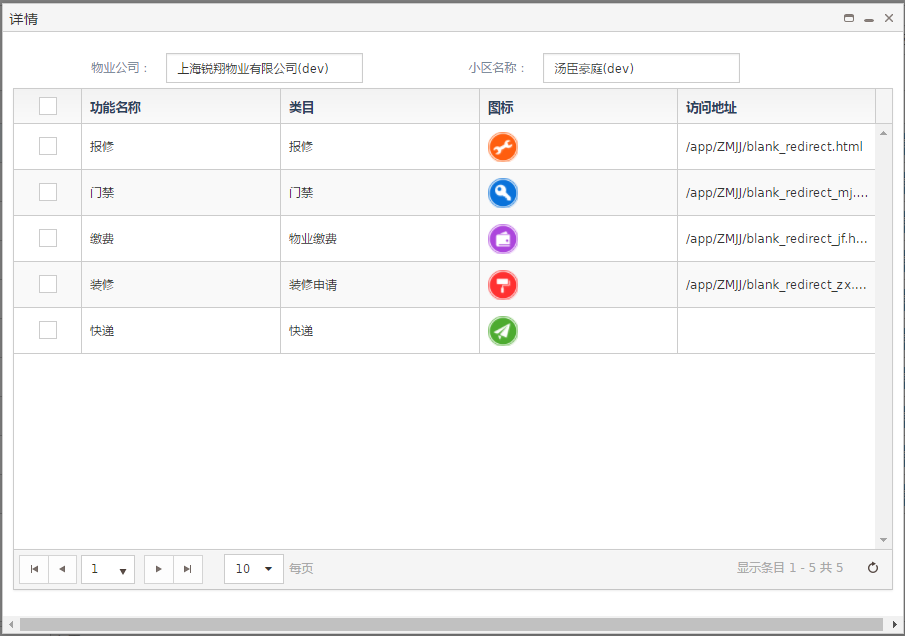 详情
物业公司： 上海锐翔物业有限公司(dev) 小区名称： 汤臣豪庭(dev)
功能名称 类目 图标 访问地址
报修 报修 /app/ZMJJ/blank_redirect.html
门禁 门禁 /app/ZMJJ/blank_redirect_mj....
缴费 物业缴费 /app/ZMJJ/blank_redirect_jf.h...
装修 装修申请 /app/ZMJJ/blank_redirect_zx....
快递 快递
1 10 每页 显示条目 1 - 5 共 5